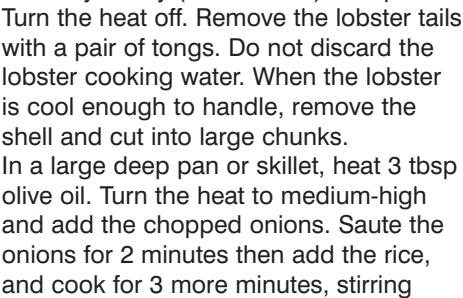 Turn the heat off. Remove the lobster tails
with a pair of tongs. Do not discard the
lobster cooking water. When the lobster
is cool enough to handle, remove the
shell and cut into large chunks.
In a large deep pan or skillet, heat 3 tbsp
olive oil. Turn the heat to medium-high
and add the chopped onions. Saute the
onions for 2 minutes then add the rice,
and cook for 3 more minutes, stirring